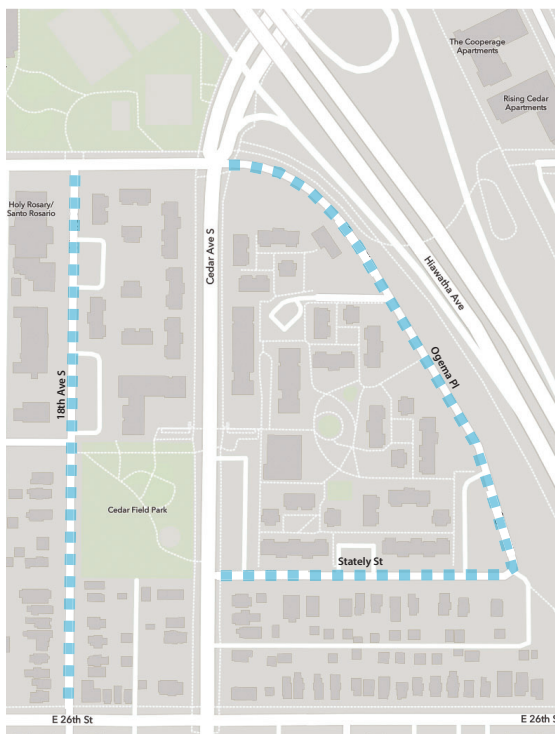 The Cooperage
Apartments
Rising Cedar
Apartments
Holy Rosary/
Santo Rosario
Cedar Ave S
Hiawatha Ave
18th Ave S
Ogema Pl
Cedar Field Park
Stately St
E 26th St
E 26th S